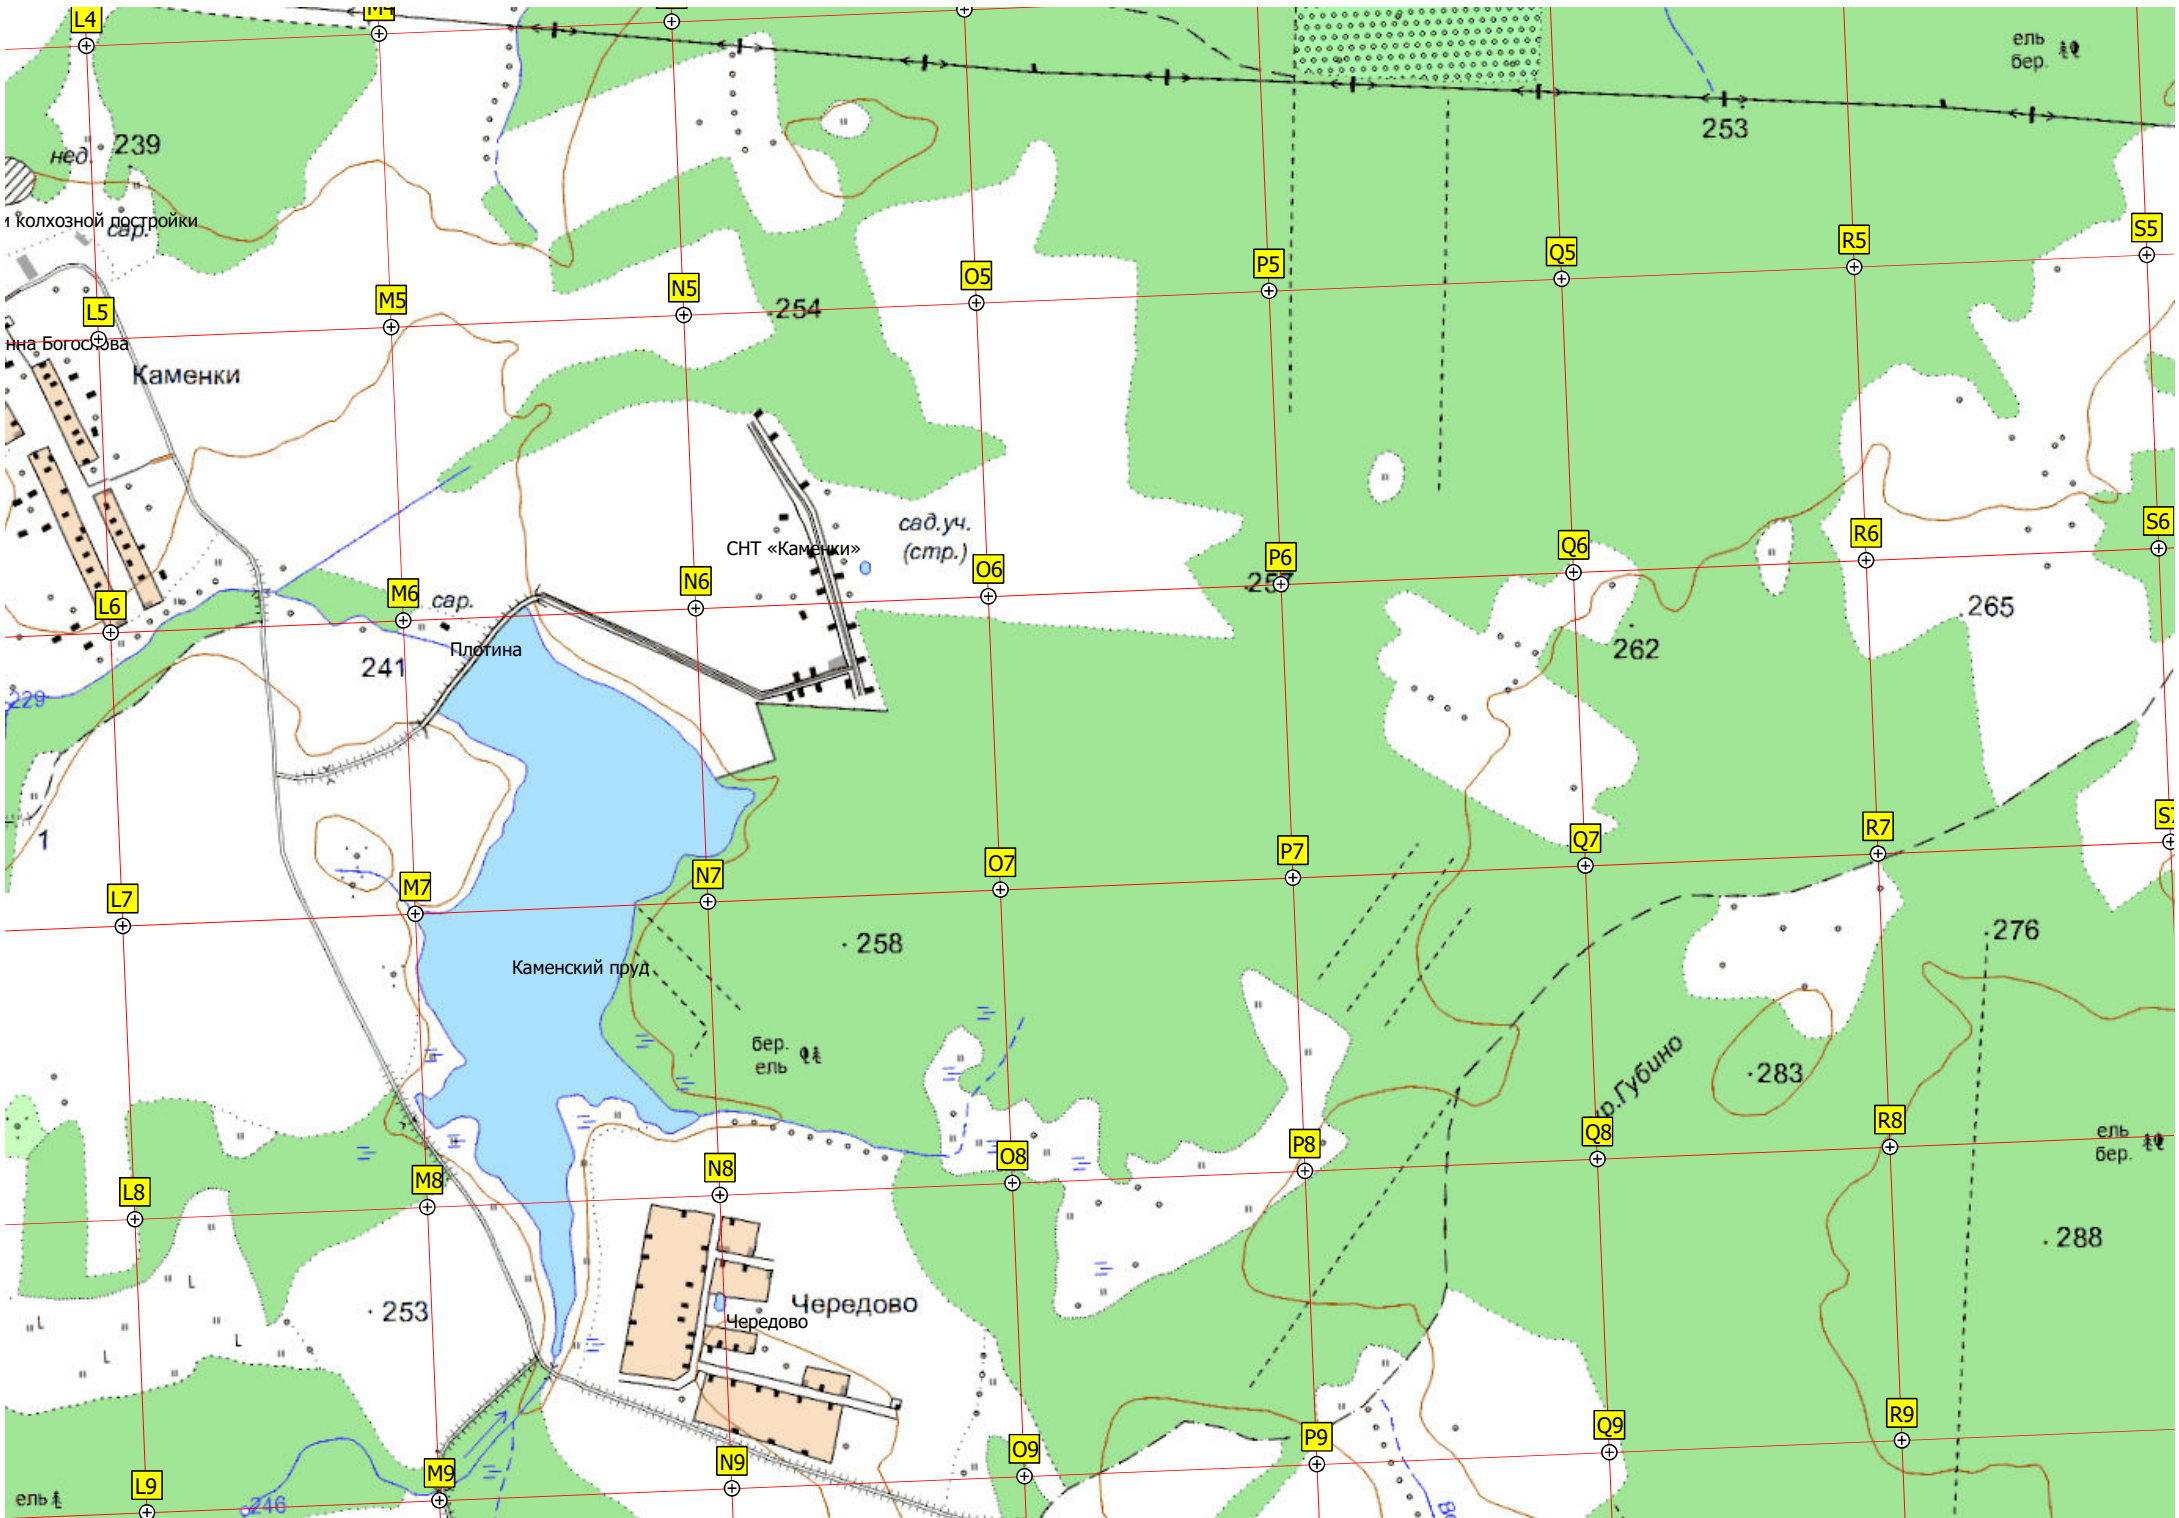 L4
ель
бер.
253
239
нед.
колхозной постройки
сар.
S5
R5
Q5
P5
O5
N5
M5
L5
254
Богослова
Каменки
сад.уч.
(стр.)
СНТ «Каменки»
S6
R6
Q6
P6
O6
N6
M6
L6
257
265
262
сар.
Плотина
241
229
1
R7
Q7
P7
O7
N7
M7
L7
276
258
Каменский пруд
бер.
ель
283
ур.Губино
ель
бер.
R8
Q8
P8
O8
N8
M8
L8
288
253
Чередово
Чередово
R9
Q9
P9
O9
N9
M9
L9
ель
246